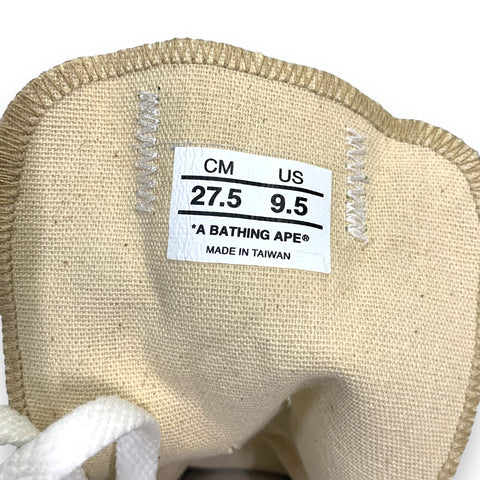 CM US
27.5 9.5
*A BATHING APE®
MADE IN TAIWAN